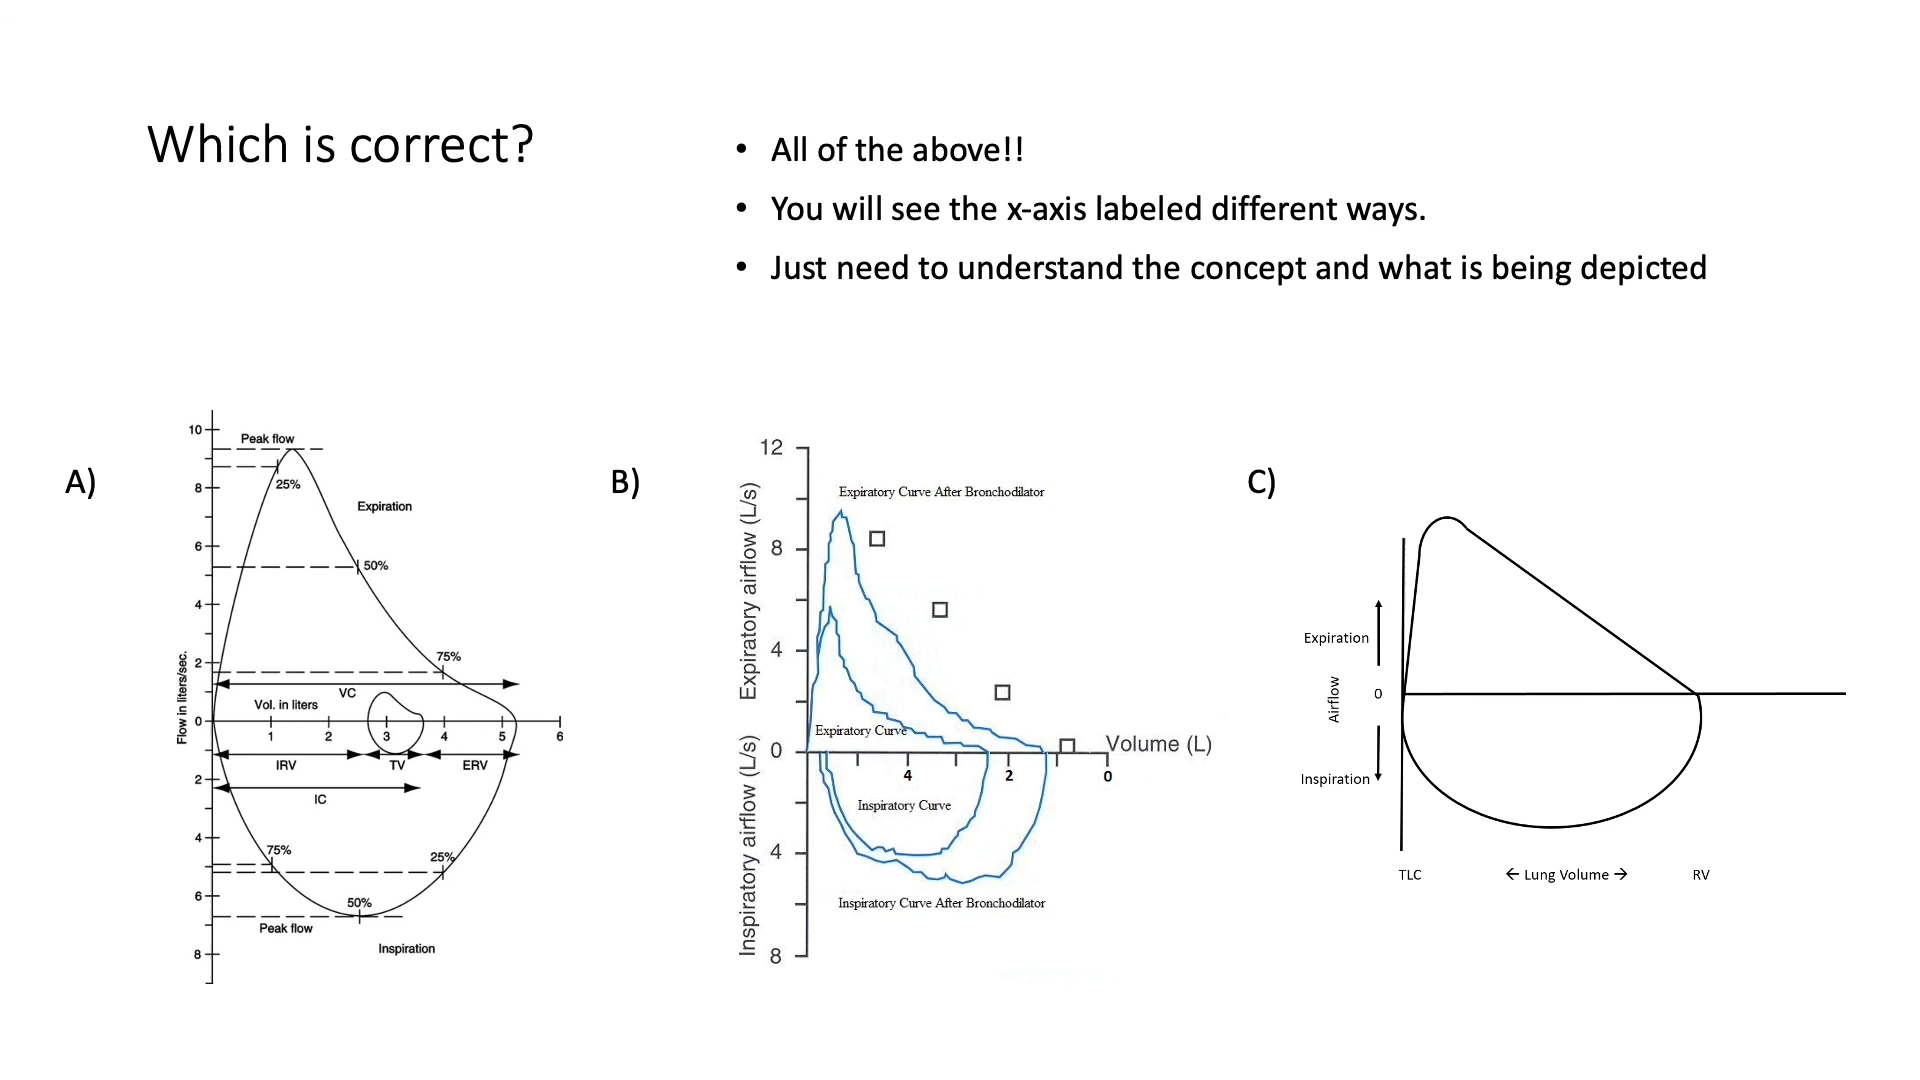 Which is correct?
• All of the above!!
• You will see the x-axis labeled different ways.
• Just need to understand the concept and what is being depicted
A)
10
8
6
4
2
0
2
4
6
8
Flow in liters/sec.
Peak flow
25%
Expiration
50%
75%
VC
Vol. in liters
1
2
3
4
5
6
IRV
TV
ERV
IC
75%
25%
50%
Peak flow
Inspiration
B)
12
8
4
0
4
8
Expiratory airflow (L/s)
Inspiratory airflow (L/s)
Expiratory Curve After Bronchodilator
Expiratory Curve
Volume (L)
4
2
0
Inspiratory Curve
Inspiratory Curve After Bronchodilator
C)
Expiration
0
Airflow
Inspiration
TLC
← Lung Volume →
RV